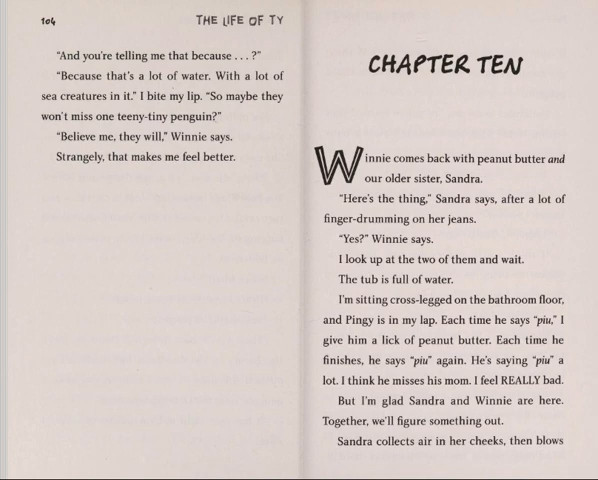 104
THE LIFE OF TY
"And you're telling me that because . . . ?"
"Because that's a lot of water. With a lot of
sea creatures in it." I bite my lip. "So maybe they
won't miss one teeny-tiny penguin?"
"Believe me, they will," Winnie says.
Strangely, that makes me feel better.
CHAPTER TEN
Winnie comes back with peanut butter and
our older sister, Sandra.
"Here's the thing," Sandra says, after a lot of
finger-drumming on her jeans.
"Yes?" Winnie says.
I look up at the two of them and wait.
The tub is full of water.
I'm sitting cross-legged on the bathroom floor,
and Pingy is in my lap. Each time he says "piu," I
give him a lick of peanut butter. Each time he
finishes, he says "piu" again. He's saying "piu" a
lot. I think he misses his mom. I feel REALLY bad.
But I'm glad Sandra and Winnie are here.
Together, we'll figure something out.
Sandra collects air in her cheeks, then blows